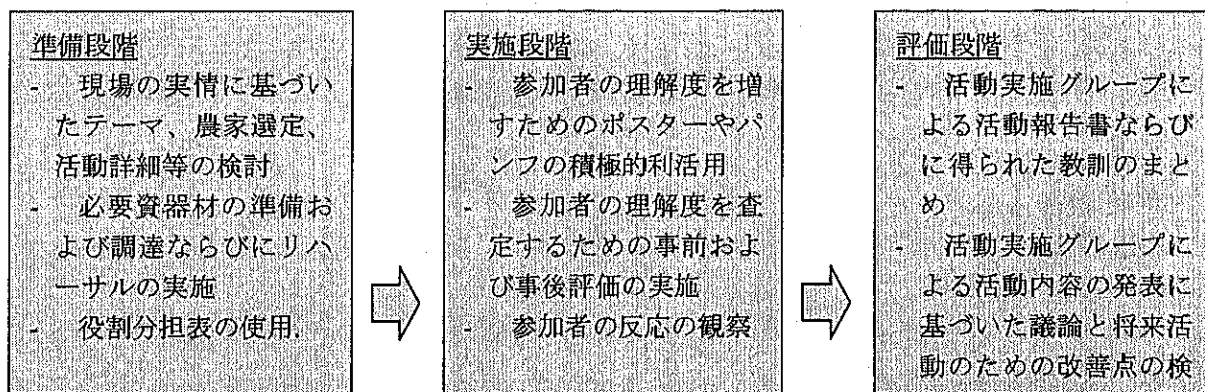 準備段階
- 現場の実情に基づい
たテーマ、農家選定、
活動詳細等の検討
- 必要資器材の準備お
よび調達ならびにリハ
ーサルの実施
- 役割分担表の使用.
実施段階
- 参加者の理解度を増
すためのポスターやパ
ンフの積極的利活用
- 参加者の理解度を査
定するための事前およ
び事後評価の実施
- 参加者の反応の観察
評価段階
- 活動実施グループに
よる活動報告書ならび
に得られた教訓のまと
め
- 活動実施グループに
よる活動内容の発表に
基づいた議論と将来活
動のための改善点の検